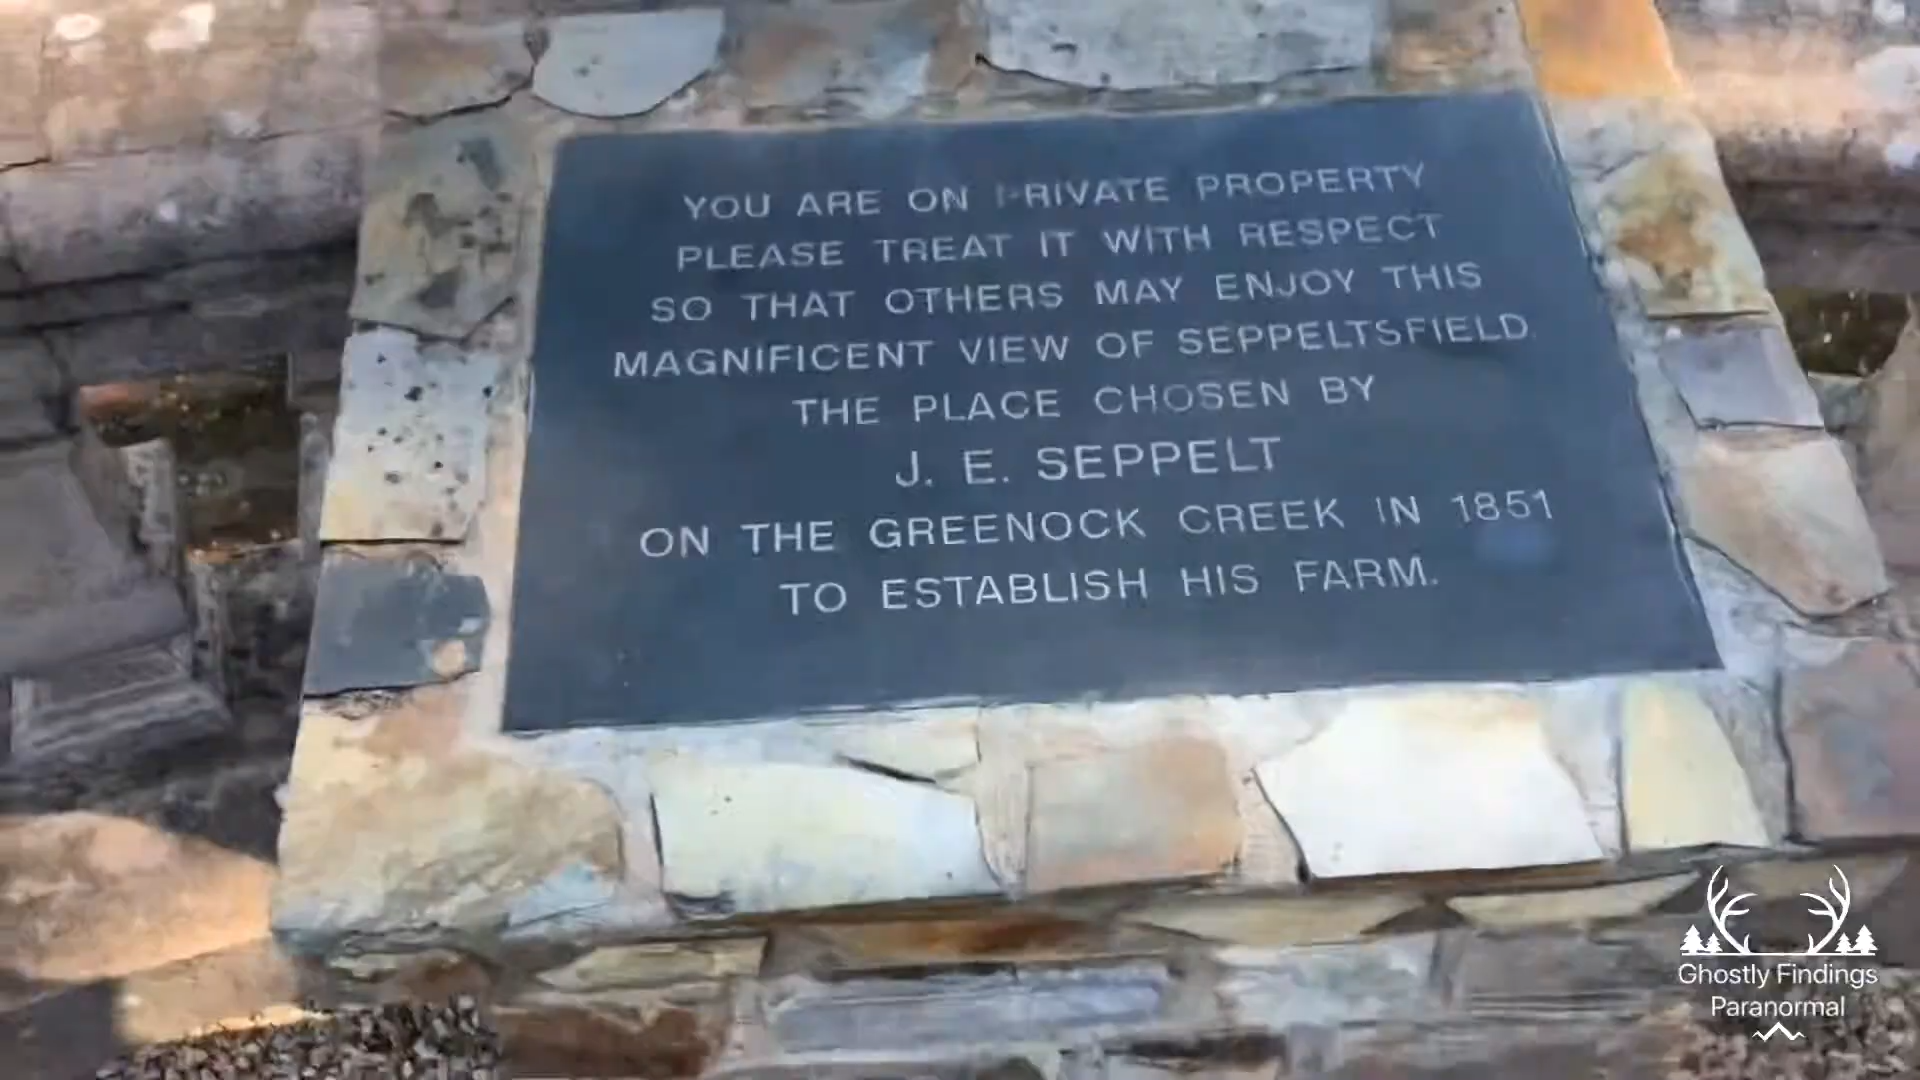 YOU ARE ON PRIVATE PROPERTY
PLEASE TREAT IT WITH RESPECT
SO THAT OTHERS MAY ENJOY THIS
MAGNIFICENT VIEW OF SEPPELTSFIELD
THE PLACE CHOSEN BY
J. E. SEPPELT
ON THE GREENOCK CREEK IN 1851
TO ESTABLISH HIS FARM.
Ghostly Findings
Paranormal